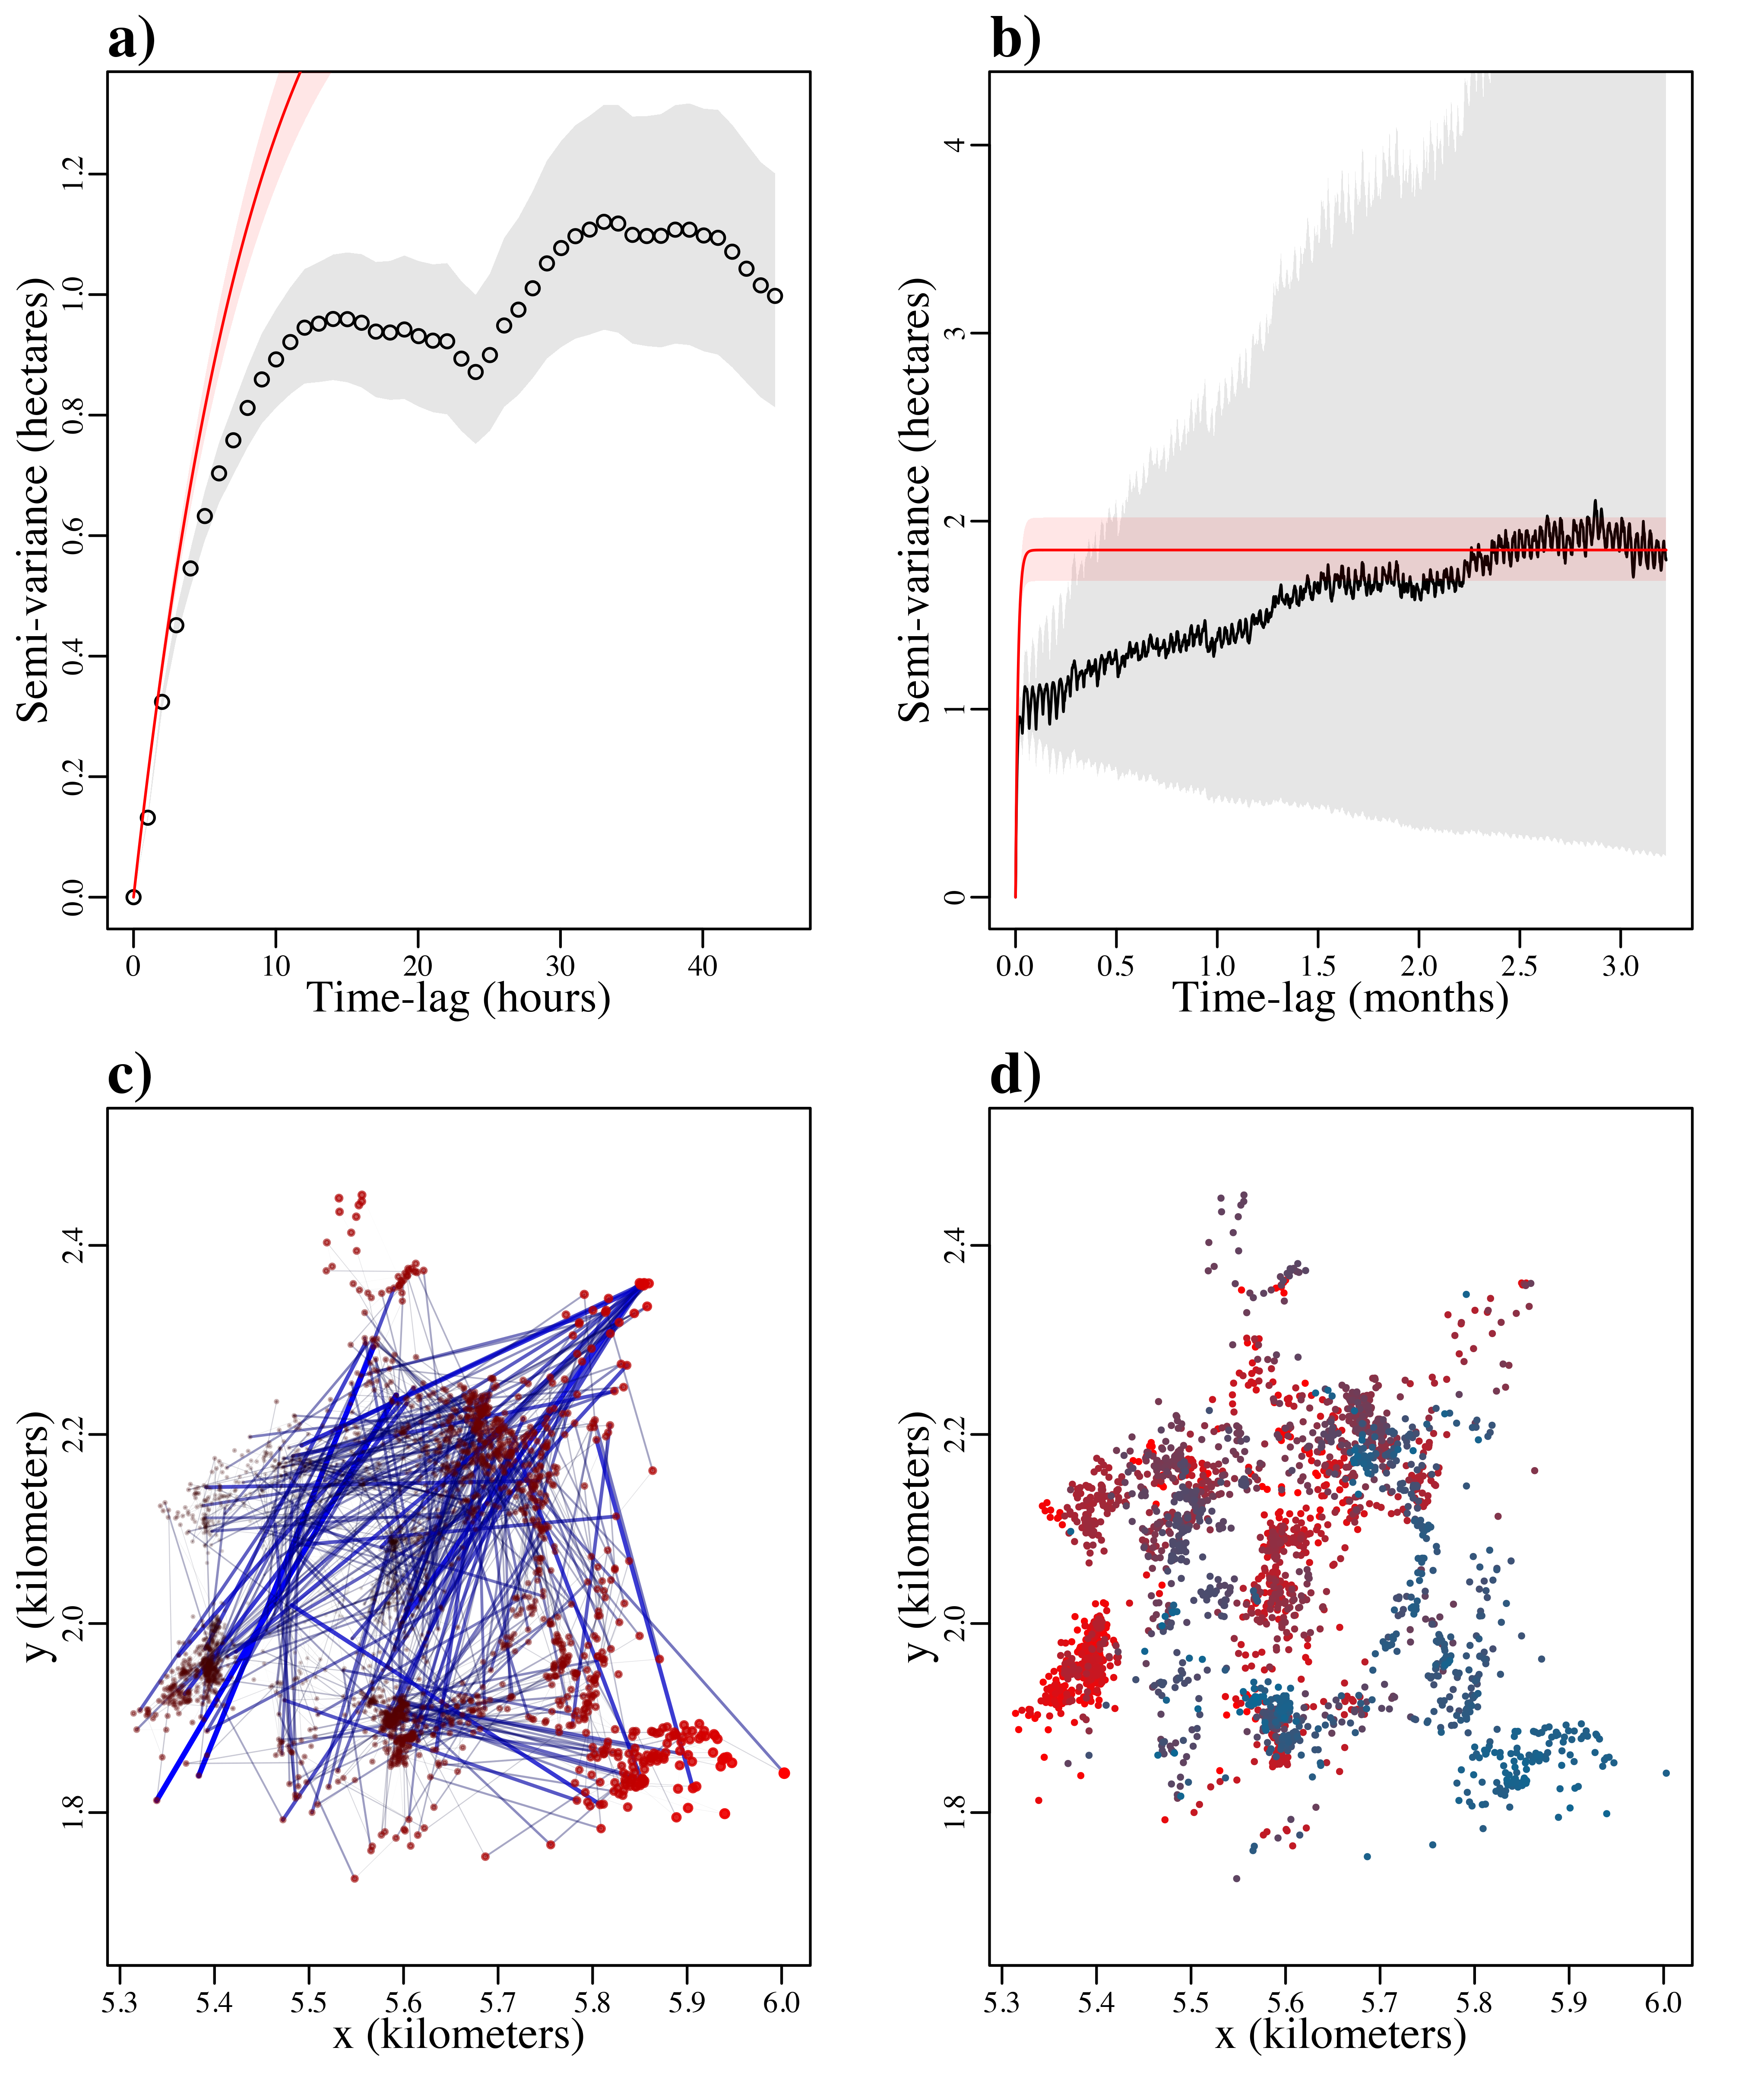 a)
Semi-variance (hectares)
0.0 0.2 0.4 0.6 0.8 1.0 1.2
0 10 20 30 40
Time-lag (hours)
b)
Semi-variance (hectares)
0 1 2 3 4
0.0 0.5 1.0 1.5 2.0 2.5 3.0
Time-lag (months)
c)
y (kilometers)
1.8 2.0 2.2 2.4
5.3 5.4 5.5 5.6 5.7 5.8 5.9 6.0
x (kilometers)
d)
y (kilometers)
1.8 2.0 2.2 2.4
5.3 5.4 5.5 5.6 5.7 5.8 5.9 6.0
x (kilometers)